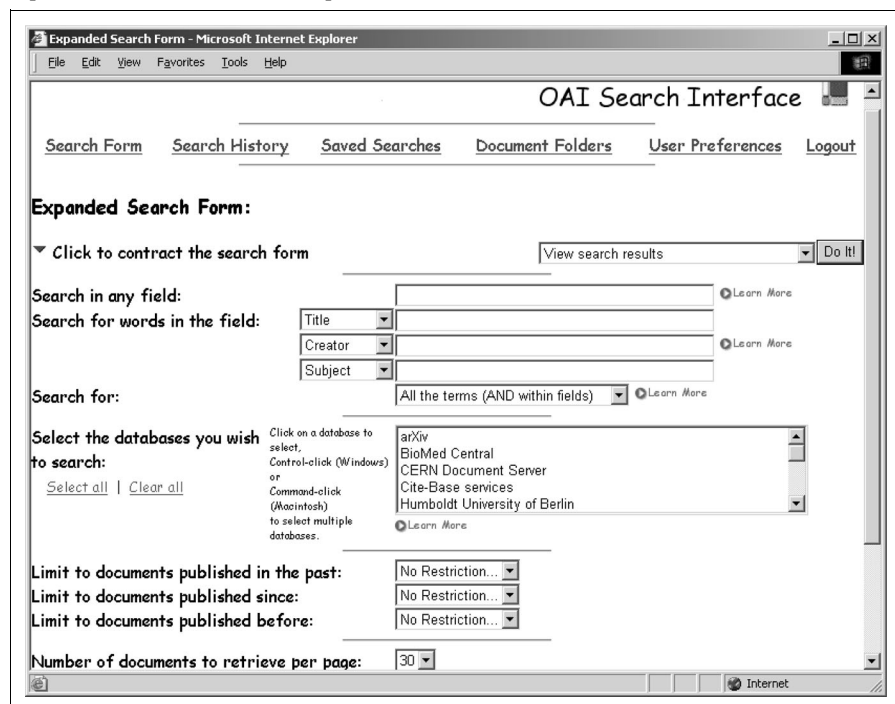 Expanded Search Form - Microsoft Internet Explorer
File Edit View Favorites Tools Help
OAI Search Interface
Search Form Search History Saved Searches Document Folders User Preferences Logout
Expanded Search Form:
Click to contract the search form View search results Do It!
Search in any field: Learn More
Search for words in the field: Title
Creator Learn More
Subject
Search for: All the terms (AND within fields) Learn More
Select the databases you wish to search:
Select all | Clear all
Click on a database to
select,
Control-click (Windows)
or
Command-click
(Macintosh)
to select multiple
databases.
arXiv
BioMed Central
CERN Document Server
Cite-Base services
Humboldt University of Berlin
Learn More
Limit to documents published in the past: No Restriction...
Limit to documents published since: No Restriction...
Limit to documents published before: No Restriction...
Number of documents to retrieve per page: 30
Internet